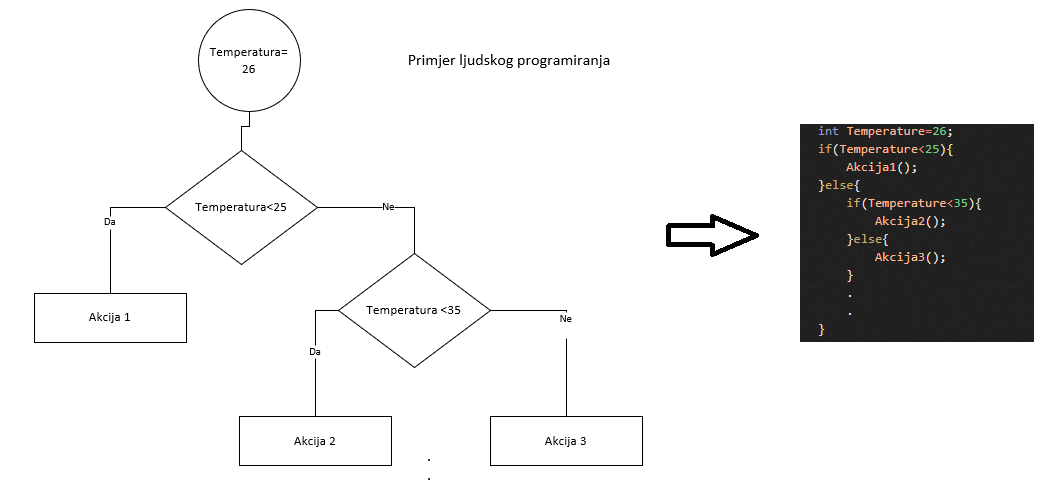 Temperatura=
26
Primjer ljudskog programiranja
Temperatura<25
Da
Ne
Akcija 1
Temperatura <35
Da
Ne
Akcija 2
Akcija 3
.
.
int Temperature=26;
if(Temperature<25){
Akcija1();
}else{
if(Temperature<35){
Akcija2();
}else{
Akcija3();
}
.
.
}